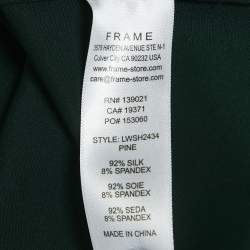 FRAME
3578 HAYDEN AVENUE STE N-1
Culver City CA 90232 USA
www.frame-store.com
care@frame-store.com
RN# 139021
CA# 19371
PO# 153060
STYLE: LWSH2434
PINE
92% SILK
8% SPANDEX
92% SOIE
8% SPANDEX
92% SEDA
8% SPANDEX
MADE IN CHINA